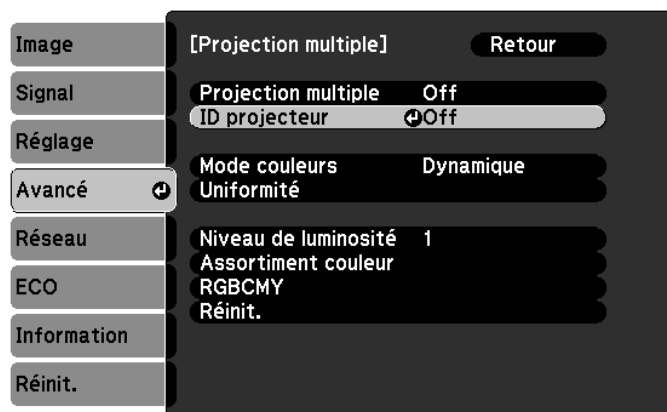 Image
Signal
Réglage
Avancé
Réseau
ECO
Information
Réinit.
[Projection multiple] Retour
Projection multiple Off
ID projecteur Off
Mode couleurs Dynamique
Uniformité
Niveau de luminosité 1
Assortiment couleur
RGBCMY
Réinit.